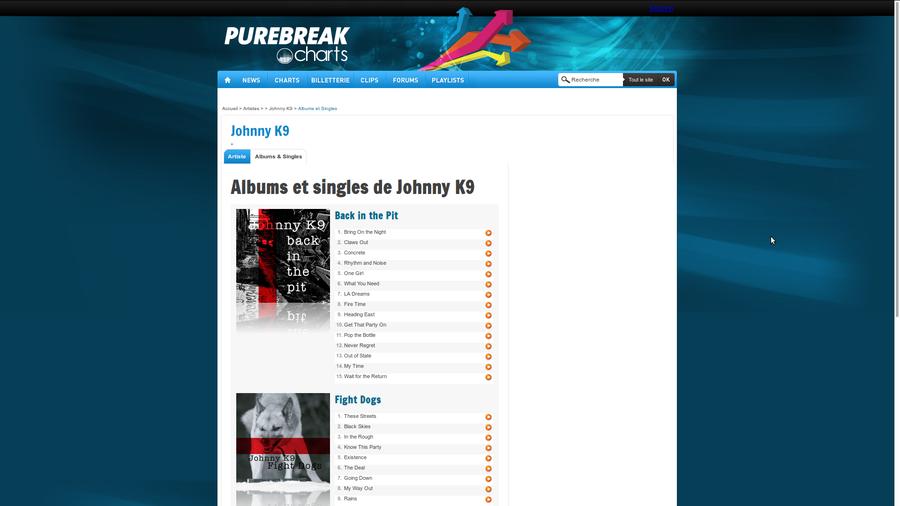 PUREBREAK
charts
NEWS
CHARTS
BILLETTERIE
CLIPS
FORUMS
PLAYLISTS
Recherche
Tout le site
OK
Accueil > Artistes > > Johnny K9 > Albums et Singles
Johnny K9
Artiste
Albums & Singles
Albums et singles de Johnny K9
Johnny K9
back
in
the
pit
Back in the Pit
1. Bring On the Night
2. Claws Out
3. Concrete
4. Rhythm and Noise
5. One Girl
6. What You Need
7. LA Dreams
8. Fire Time
9. Heading East
10. Get That Party On
11. Pop the Bottle
12. Never Regret
13. Out of State
14. My Time
15. Wait for the Return
Johnny K9
Fight Dogs
Fight Dogs
1. These Streets
2. Black Skies
3. In the Rough
4. Know This Party
5. Existence
6. The Deal
7. Going Down
8. My Way Out
9. Rains